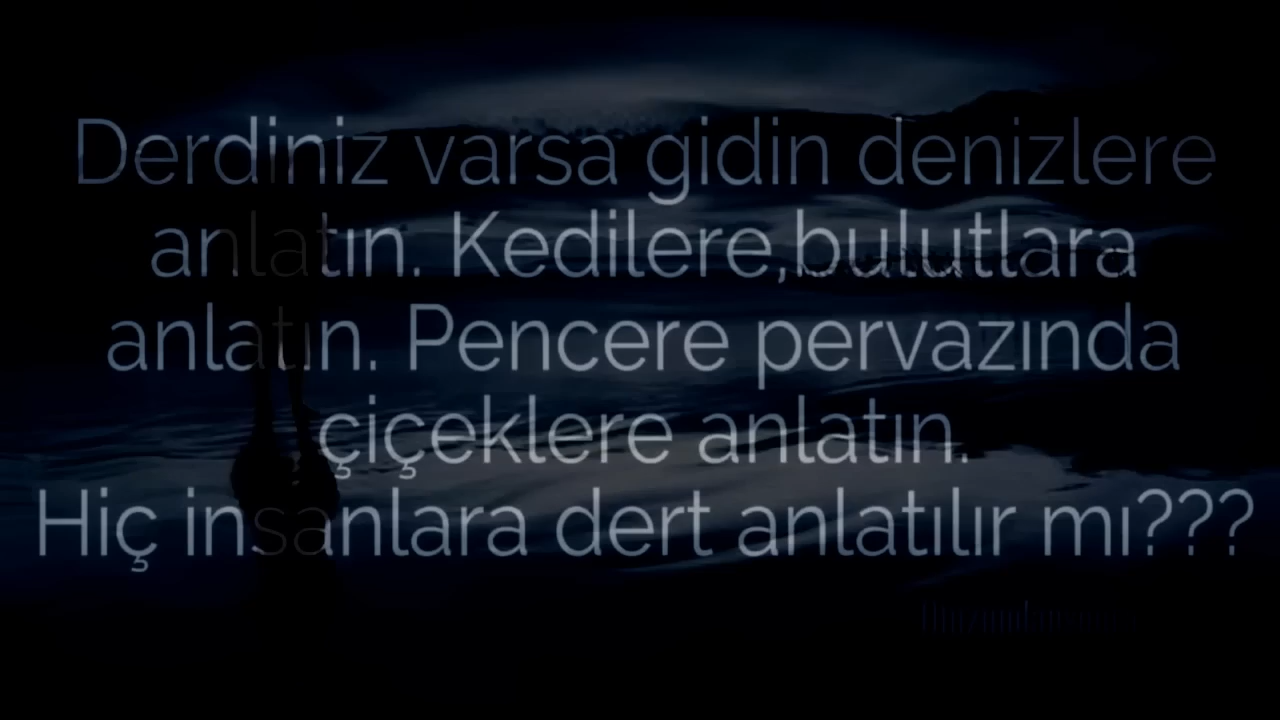 Derdiniz varsa gidin denizlere
anlatın. Kedilere,bulutlara
anlatın. Pencere pervazında
çiçeklere anlatın.
Hiç insanlara dert anlatılır mı???